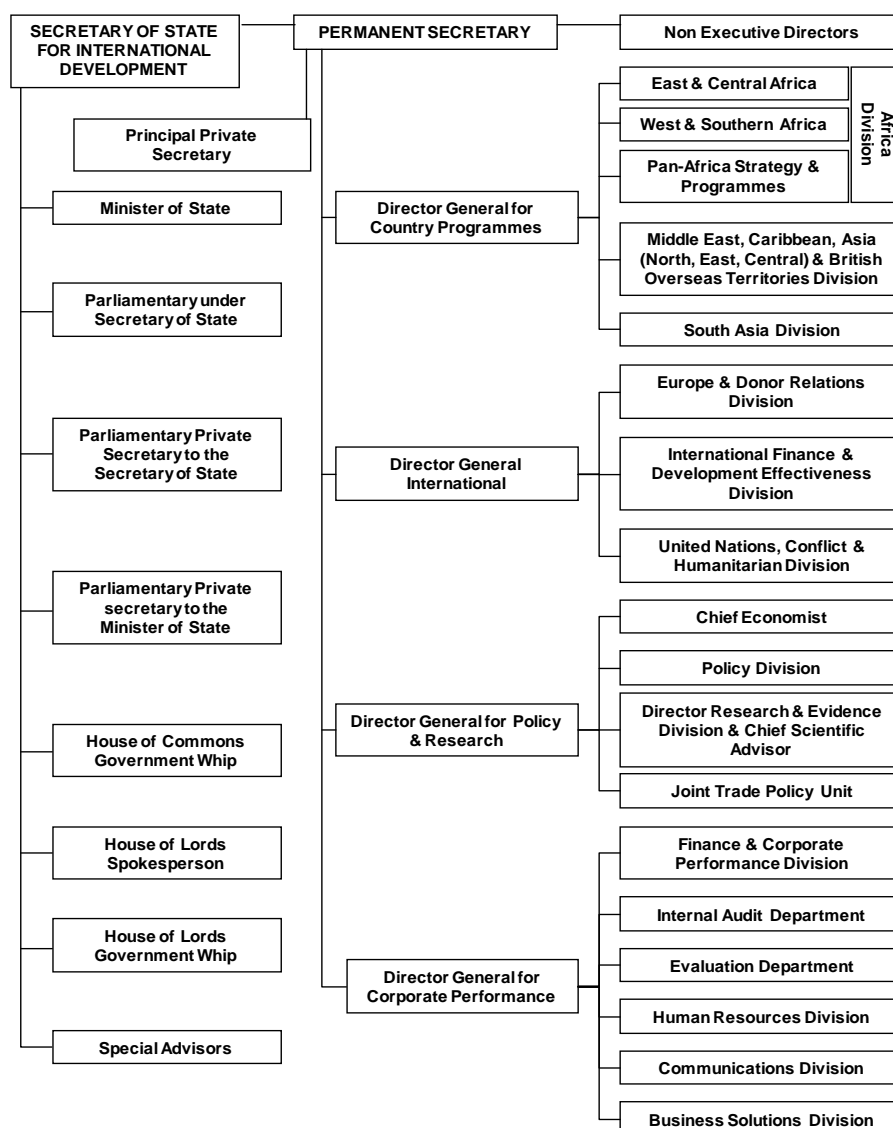 SECRETARY OF STATE
FOR INTERNATIONAL
DEVELOPMENT
PERMANENT SECRETARY
Non Executive Directors
Principal Private
Secretary
Minister of State
Parliamentary under
Secretary of State
Parliamentary Private
Secretary to the
Secretary of State
Parliamentary Private
secretary to the
Minister of State
House of Commons
Government Whip
House of Lords
Spokesperson
House of Lords
Government Whip
Special Advisors
Director General for
Country Programmes
East & Central Africa
West & Southern Africa
Pan-Africa Strategy &
Programmes
Africa
Division
Middle East, Caribbean, Asia
(North, East, Central) & British
Overseas Territories Division
South Asia Division
Director General
International
Europe & Donor Relations
Division
International Finance &
Development Effectiveness
Division
United Nations, Conflict &
Humanitarian Division
Director General for Policy
& Research
Chief Economist
Policy Division
Director Research & Evidence
Division & Chief Scientific
Advisor
Joint Trade Policy Unit
Director General for
Corporate Performance
Finance & Corporate
Performance Division
Internal Audit Department
Evaluation Department
Human Resources Division
Communications Division
Business Solutions Division